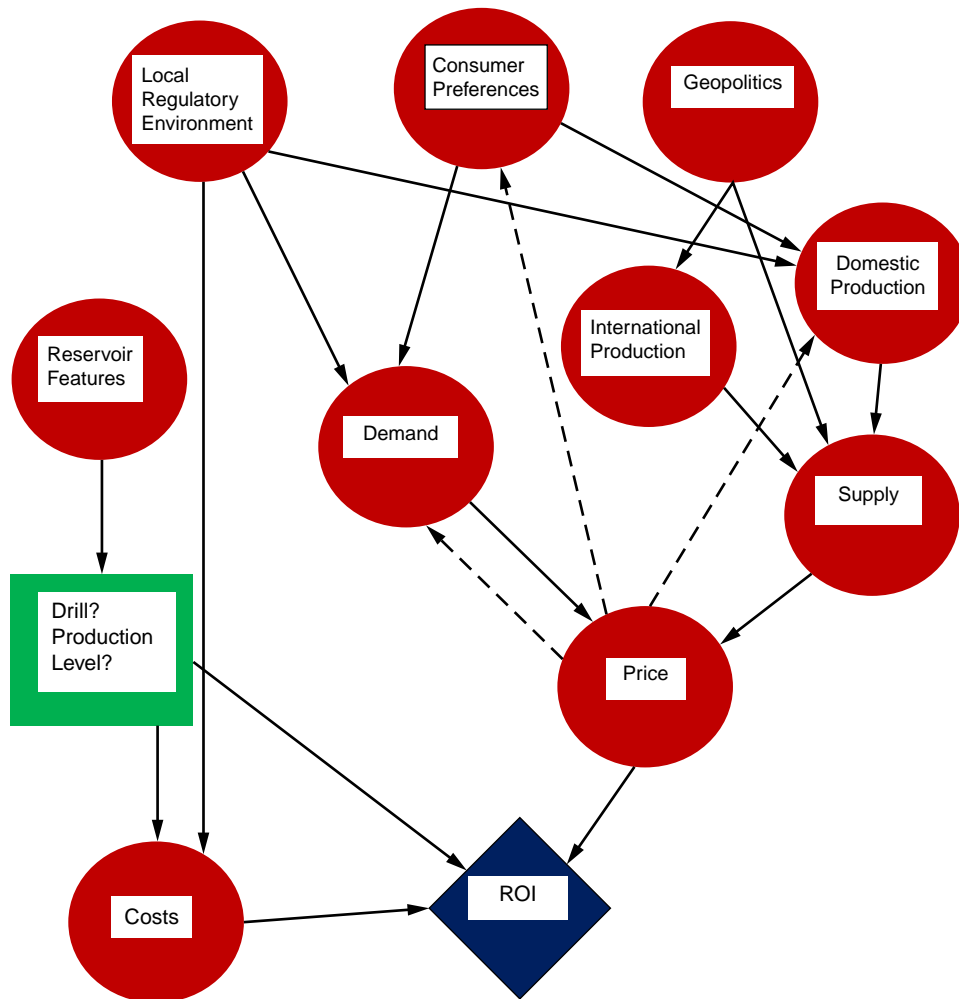 Local
Regulatory
Environment
Consumer
Preferences
Geopolitics
Domestic
Production
International
Production
Reservoir
Features
Demand
Supply
Drill?
Production
Level?
Price
Costs
ROI